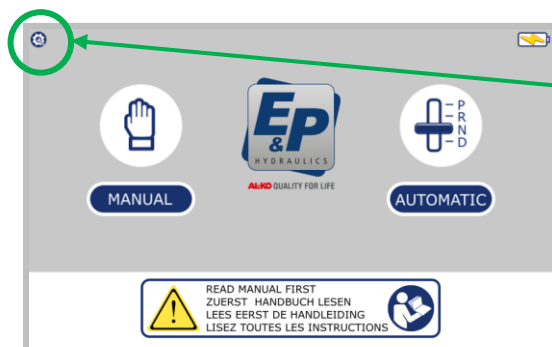 E&P
HYDRAULICS
AL-KO QUALITY FOR LIFE
MANUAL
P
R
N
D
AUTOMATIC
READ MANUAL FIRST
ZUERST HANDBUCH LESEN
LEES EERST DE HANDLEIDING
LISEZ TOUTES LES INSTRUCTIONS